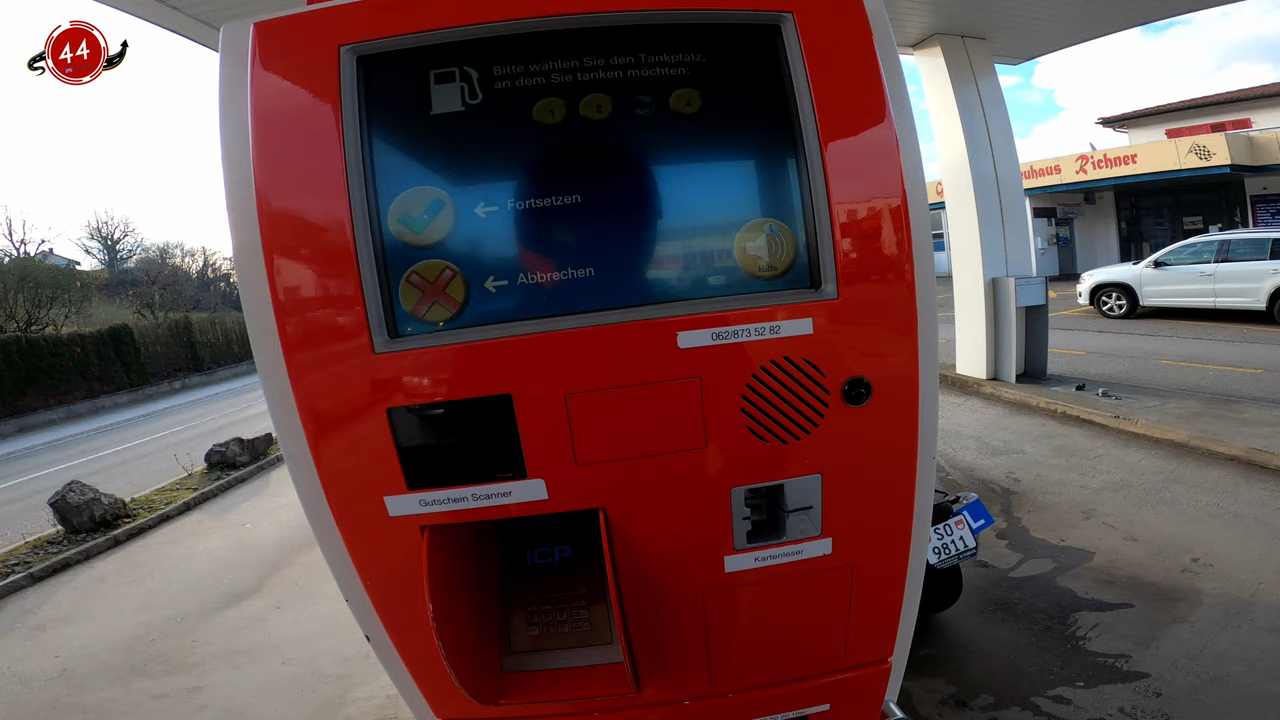 44
Bitte wählen Sie den Tankplatz,
an dem Sie tanken möchten:
1 2 4
Fortsetzen
Abbrechen
Hilfe
062/873 52 82
Gutschein Scanner
ICP
Kartenleser
Richner
L
SO
9811